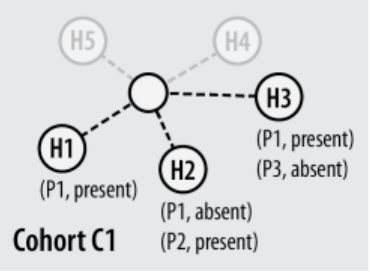 H5
H4
H3
(P1, present)
(P3, absent)
H1
(P1, present)
H2
(P1, absent)
(P2, present)
Cohort C1